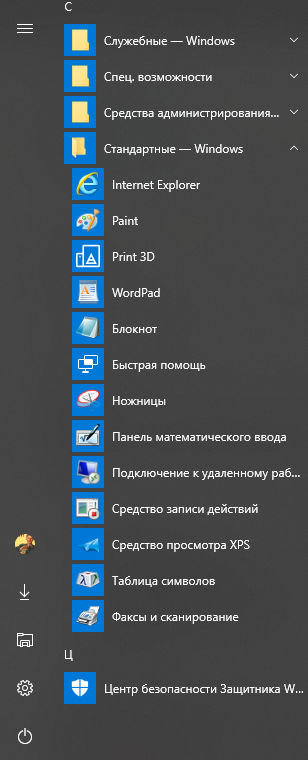 С
Служебные — Windows
Спец. возможности
Средства администрирования...
Стандартные — Windows
Internet Explorer
Paint
Print 3D
WordPad
Блокнот
Быстрая помощь
Ножницы
Панель математического ввода
Подключение к удаленному раб...
Средство записи действий
Средство просмотра XPS
Таблица символов
Факсы и сканирование
Ц
Центр безопасности Защитника W...